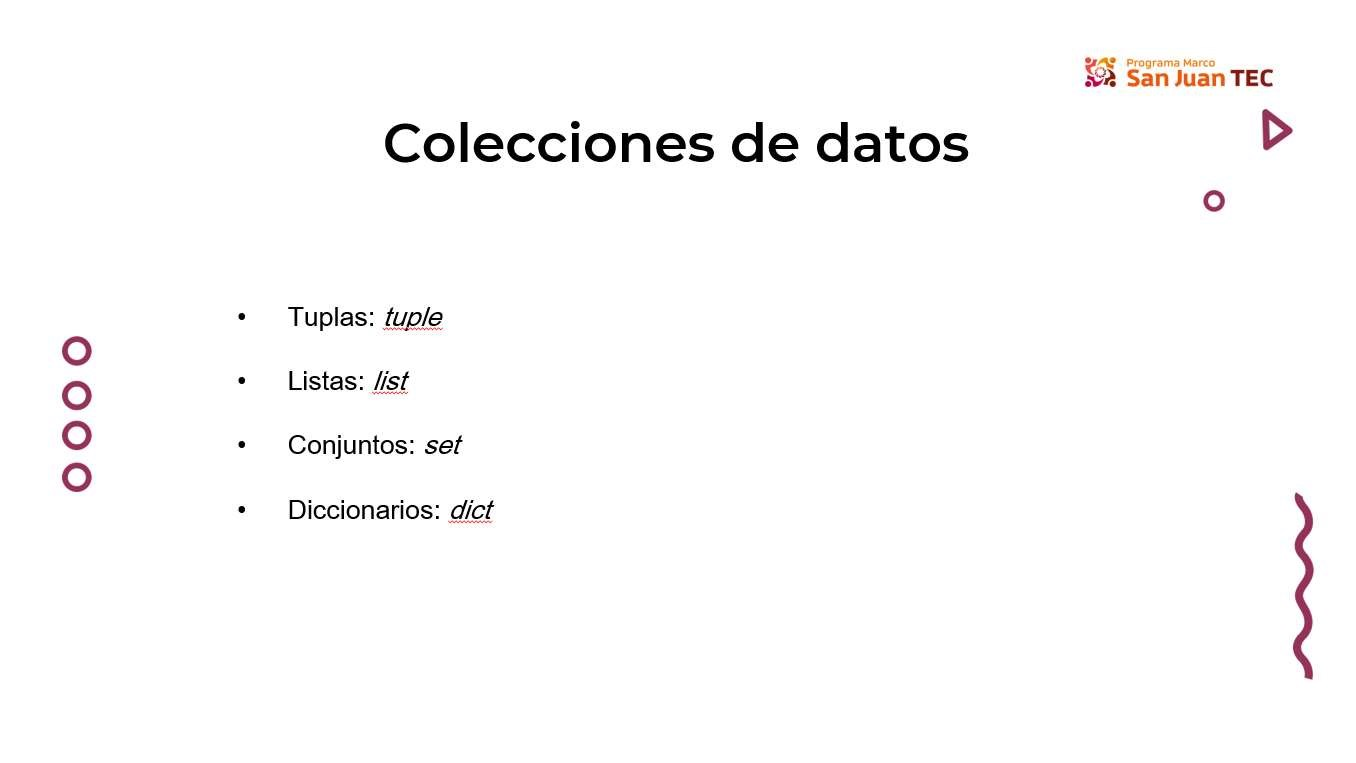 Programa Marco
San Juan TEC
Colecciones de datos
• Tuplas: tuple
• Listas: list
• Conjuntos: set
• Diccionarios: dict